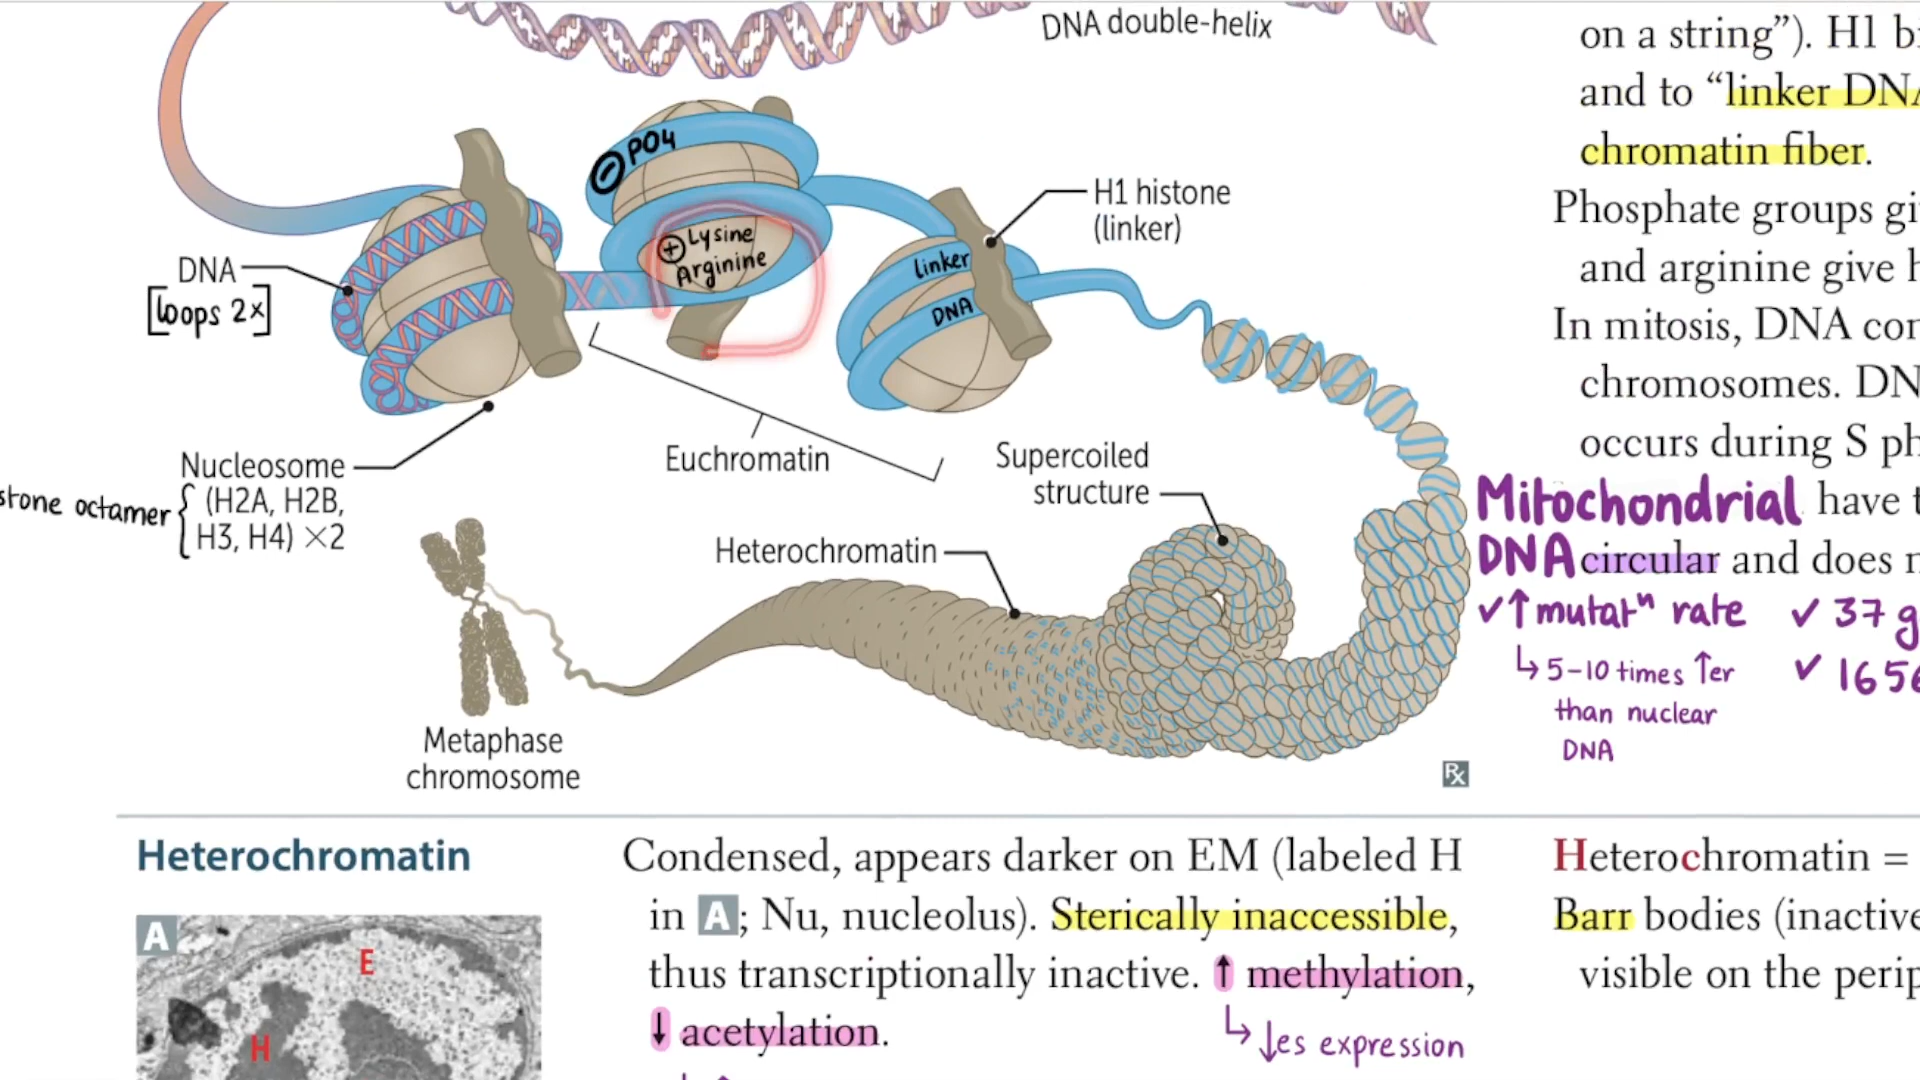 DNA double-helix
on a string”). H1 bi
and to “linker DNA
chromatin fiber.
Phosphate groups gi
and arginine give h
In mitosis, DNA con
chromosomes. DN
occurs during S ph
Mitochondrial have t
DNA circular and does n
✓↑ mutatⁿ rate ✓ 37 g
↳ 5-10 times ↑er ✓ 1656
than nuclear
DNA
⊖ PO4
⊕ Lysine
Arginine
H1 histone
(linker)
linker
DNA
DNA
[loops 2x]
Nucleosome
stone octamer { (H2A, H2B,
H3, H4) ×2
Euchromatin
Supercoiled
structure
Heterochromatin
Metaphase
chromosome
Rx
Heterochromatin
A
E
H
Condensed, appears darker on EM (labeled H
in A; Nu, nucleolus). Sterically inaccessible,
thus transcriptionally inactive. ↑ methylation,
↓ acetylation.
↳ ↓es expression
Heterochromatin =
Barr bodies (inactive
visible on the perip